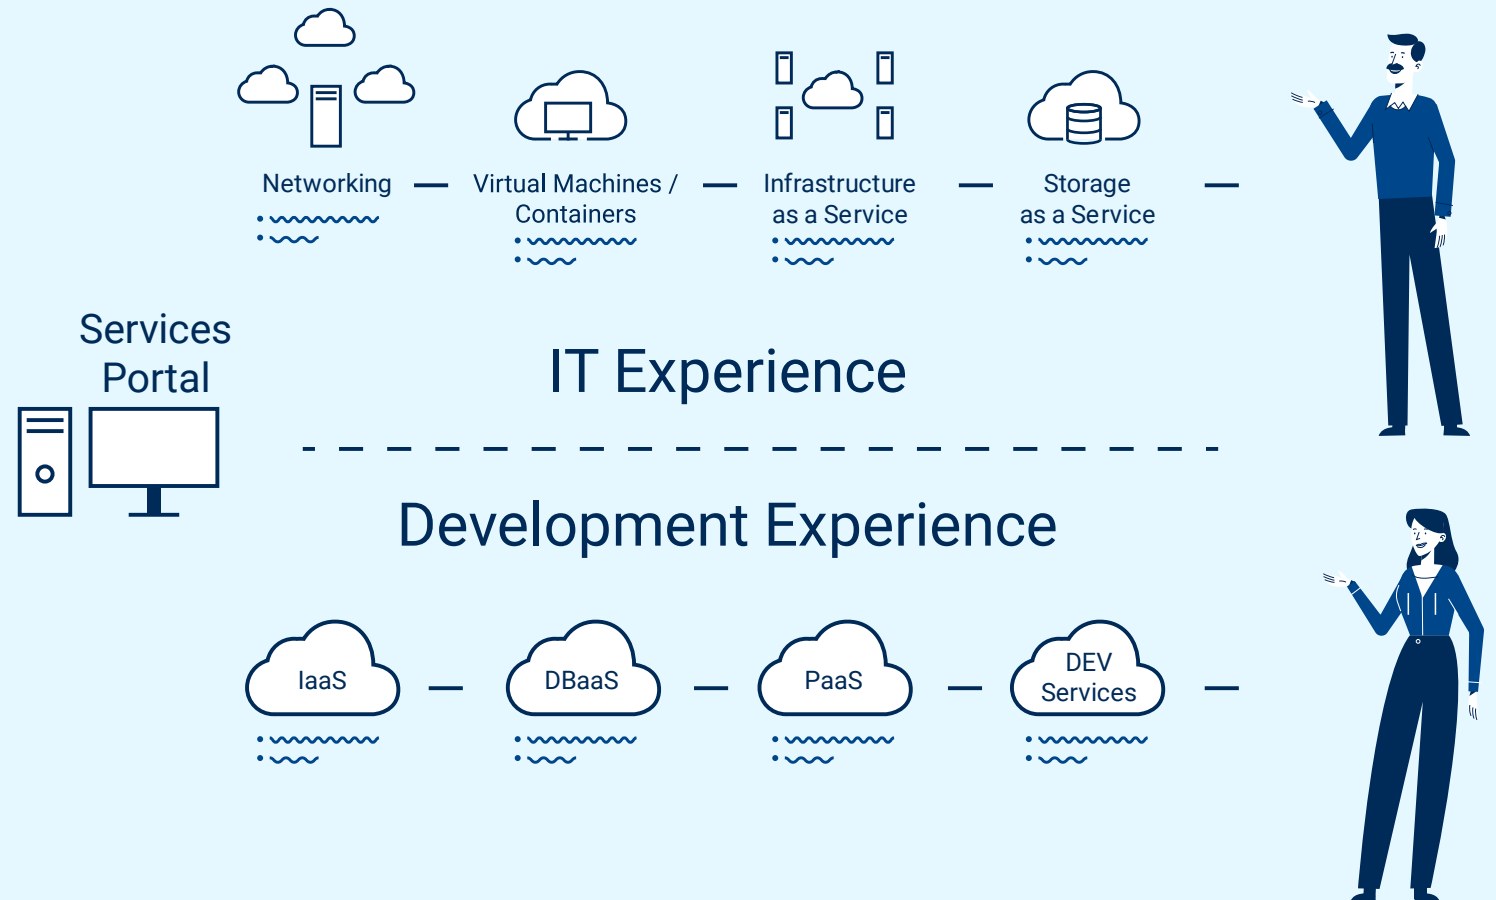 Networking
Virtual Machines /
Containers
Infrastructure
as a Service
Storage
as a Service
Services
Portal
IT Experience
Development Experience
IaaS
DBaaS
PaaS
DEV
Services